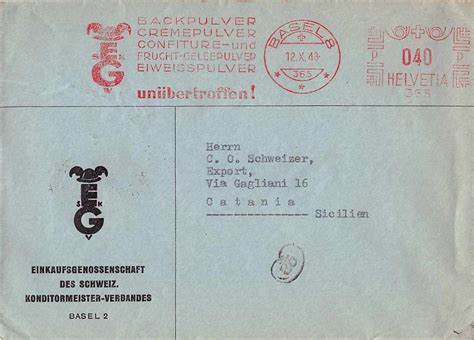 BACKPULVER
CREMEPULVER
CONFITURE-und
FRUCHT-GELEEPULVER
EIWEISSPULVER
unübertroffen!
S E K
G
V
BASEL 8
12.X.43
365
P P
040
HELVETIA
365
Herrn
C. O. Schweizer,
Export,
Via Gagliani 16
Catania
Sicilien
S E K
G
V
EINKAUFSGENOSSENSCHAFT
DES SCHWEIZ.
KONDITORMEISTER-VERBANDES
BASEL 2